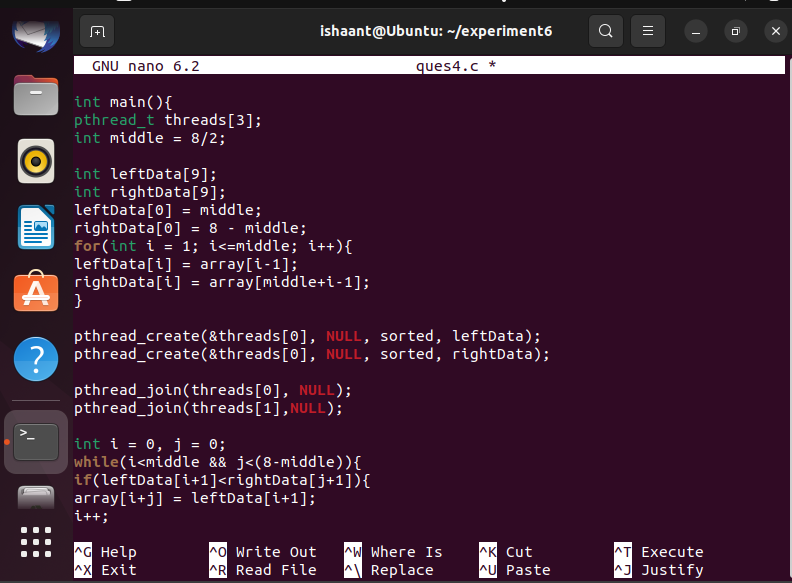 ishaant@Ubuntu: ~/experiment6
GNU nano 6.2 ques4.c *
int main(){
pthread_t threads[3];
int middle = 8/2;
int leftData[9];
int rightData[9];
leftData[0] = middle;
rightData[0] = 8 - middle;
for(int i = 1; i<=middle; i++){
leftData[i] = array[i-1];
rightData[i] = array[middle+i-1];
}
pthread_create(&threads[0], NULL, sorted, leftData);
pthread_create(&threads[0], NULL, sorted, rightData);
pthread_join(threads[0], NULL);
pthread_join(threads[1],NULL);
int i = 0, j = 0;
while(i<middle && j<(8-middle)){
if(leftData[i+1]<rightData[j+1]){
array[i+j] = leftData[i+1];
i++;
^G Help ^O Write Out ^W Where Is ^K Cut ^T Execute
^X Exit ^R Read File ^\ Replace ^U Paste ^J Justify